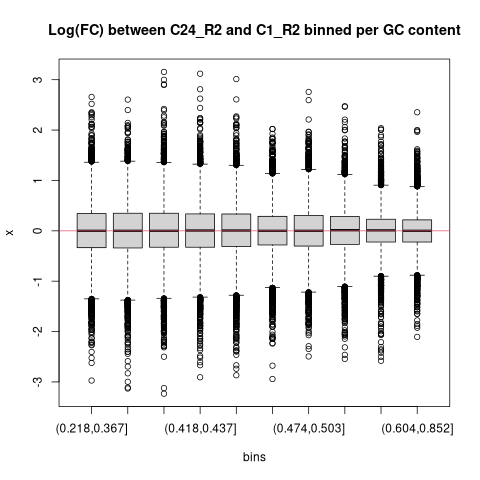 Log(FC) between C24_R2 and C1_R2 binned per GC content
3
2
1
0
-1
-2
-3
x
(0.218,0.367] (0.418,0.437] (0.474,0.503] (0.604,0.852]
bins